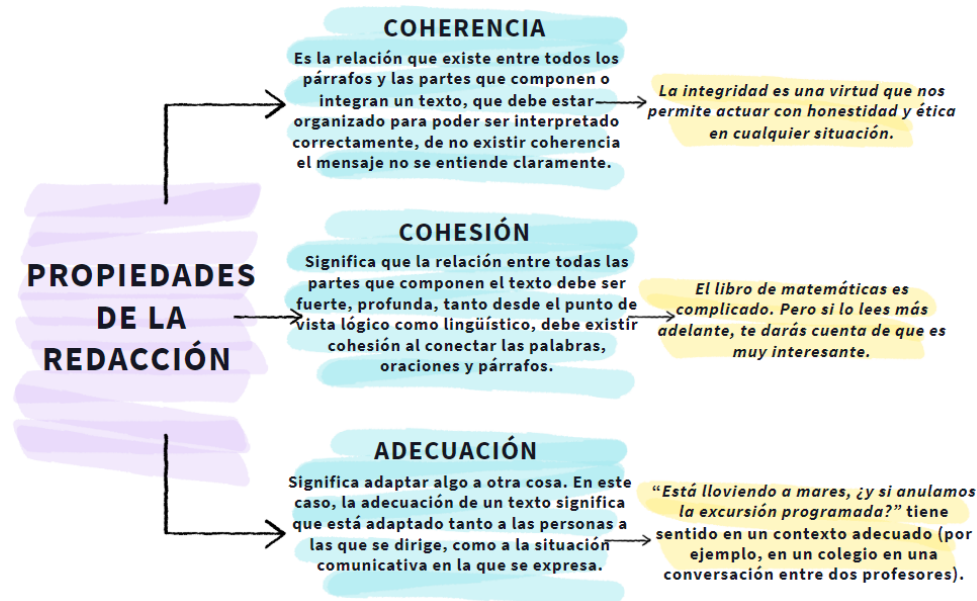 PROPIEDADES
DE LA
REDACCIÓN
COHERENCIA
Es la relación que existe entre todos los
párrafos y las partes que componen o
integran un texto, que debe estar
organizado para poder ser interpretado
correctamente, de no existir coherencia
el mensaje no se entiende claramente.
La integridad es una virtud que nos
permite actuar con honestidad y ética
en cualquier situación.
COHESIÓN
Significa que la relación entre todas las
partes que componen el texto debe ser
fuerte, profunda, tanto desde el punto de
vista lógico como lingüístico, debe existir
cohesión al conectar las palabras,
oraciones y párrafos.
El libro de matemáticas es
complicado. Pero si lo lees más
adelante, te darás cuenta de que es
muy interesante.
ADECUACIÓN
Significa adaptar algo a otra cosa. En este
caso, la adecuación de un texto significa
que está adaptado tanto a las personas a
las que se dirige, como a la situación
comunicativa en la que se expresa.
“Está lloviendo a mares, ¿y si anulamos
la excursión programada?” tiene
sentido en un contexto adecuado (por
ejemplo, en un colegio en una
conversación entre dos profesores).